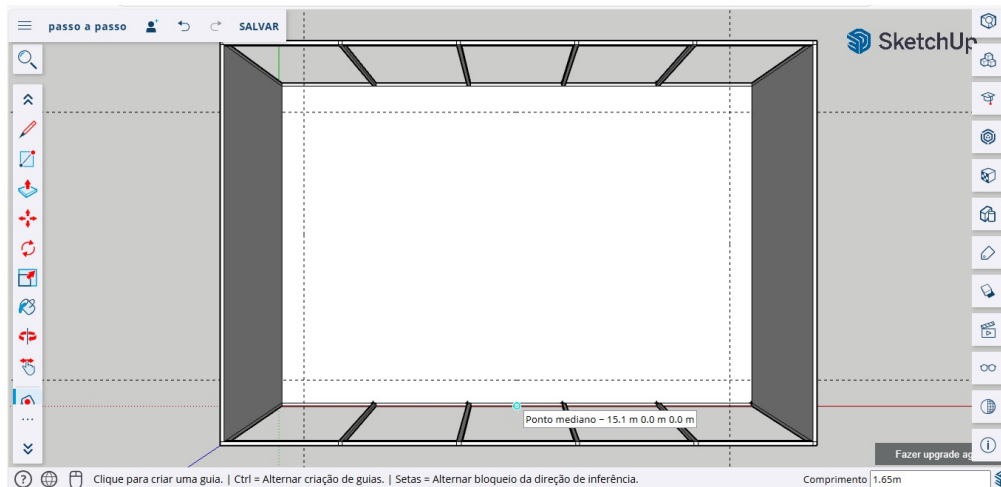 passo a passo
SALVAR
SketchUp
Ponto mediano ~ 15.1 m 0.0 m 0.0 m
Fazer upgrade ag
Clique para criar uma guia. | Ctrl = Alternar criação de guias. | Setas = Alternar bloqueio da direção de inferência.
Comprimento 1.65m